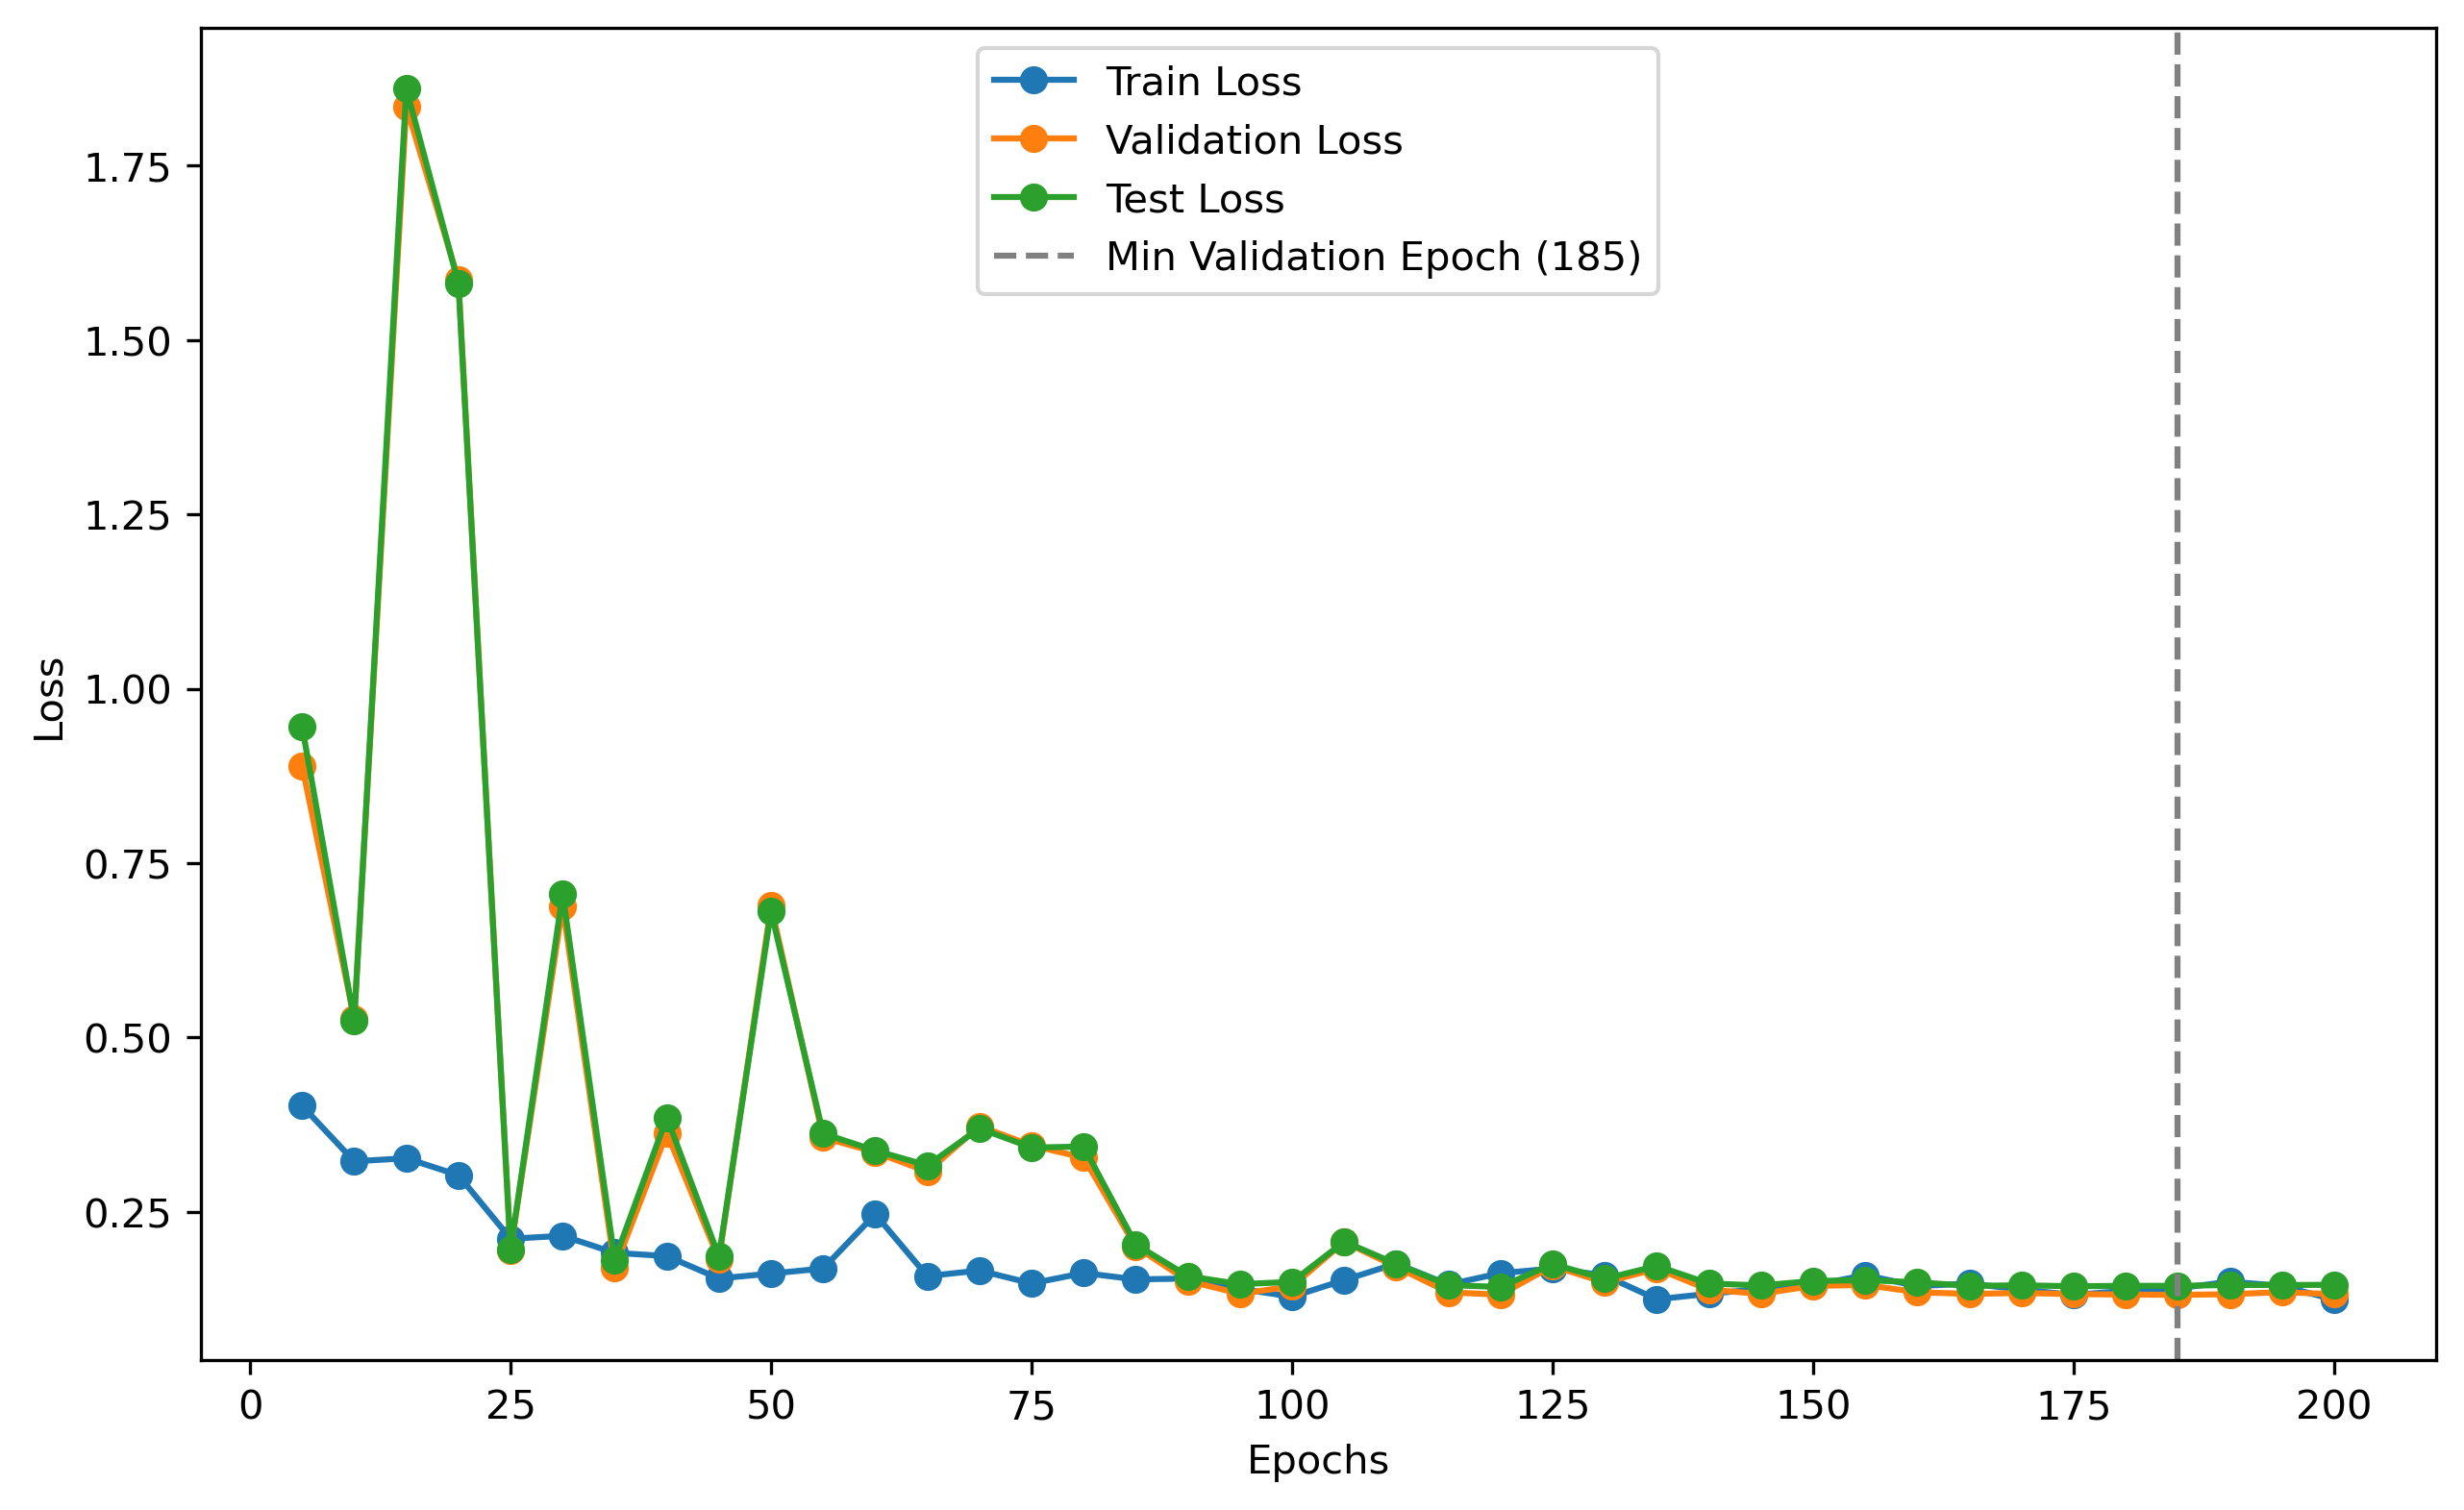 Train Loss
Validation Loss
Test Loss
Min Validation Epoch (185)
1.75
1.50
1.25
1.00
0.75
0.50
0.25
Loss
0 25 50 75 100 125 150 175 200
Epochs